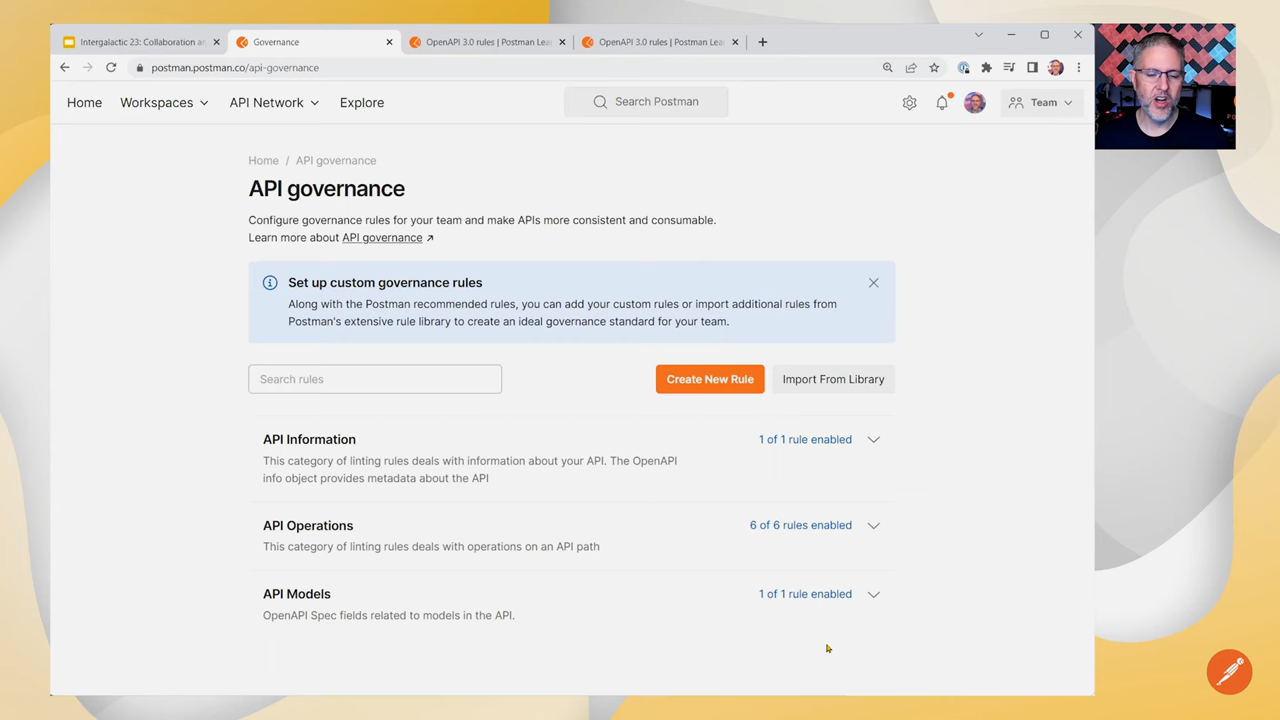 Intergalactic 23: Collaboration an
Governance
OpenAPI 3.0 rules | Postman Lea
OpenAPI 3.0 rules | Postman Lea
postman.postman.co/api-governance
Home
Workspaces
API Network
Explore
Search Postman
Team
Home / API governance
API governance
Configure governance rules for your team and make APIs more consistent and consumable.
Learn more about API governance ↗
Set up custom governance rules
Along with the Postman recommended rules, you can add your custom rules or import additional rules from
Postman's extensive rule library to create an ideal governance standard for your team.
Search rules
Create New Rule
Import From Library
API Information
1 of 1 rule enabled
This category of linting rules deals with information about your API. The OpenAPI
info object provides metadata about the API
API Operations
6 of 6 rules enabled
This category of linting rules deals with operations on an API path
API Models
1 of 1 rule enabled
OpenAPI Spec fields related to models in the API.